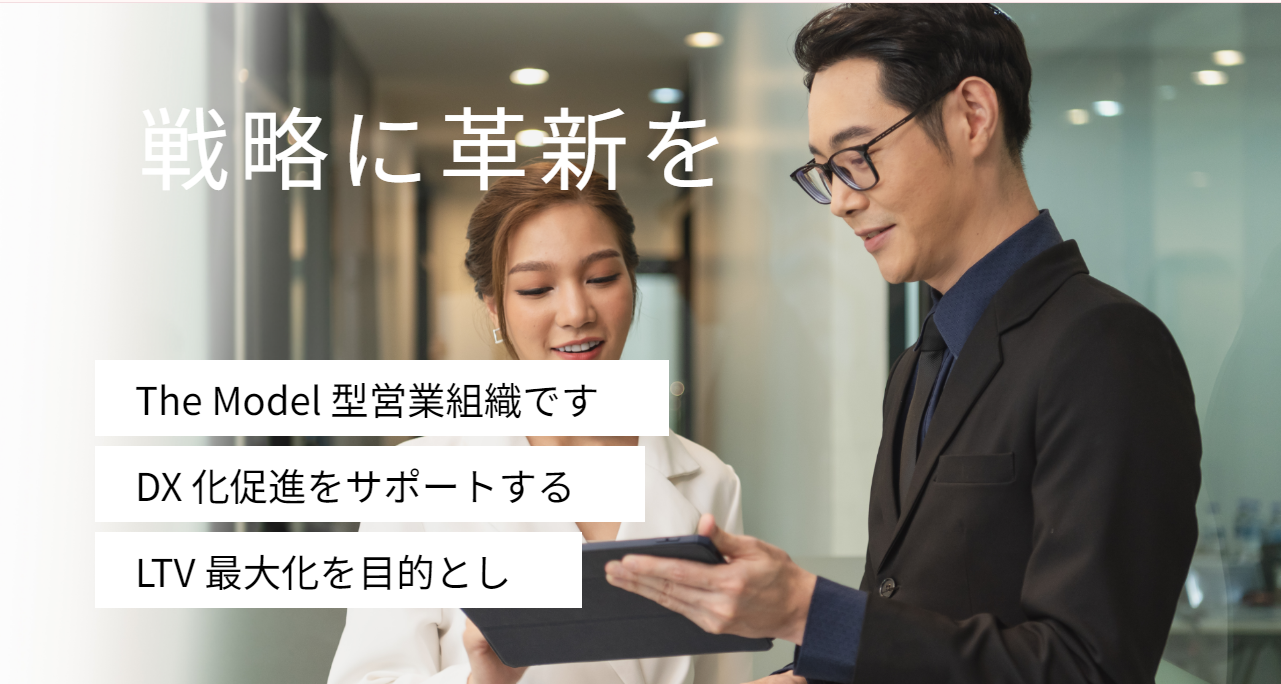 戦略に革新を
The Model 型営業組織です
DX 化促進をサポートする
LTV 最大化を目的とし